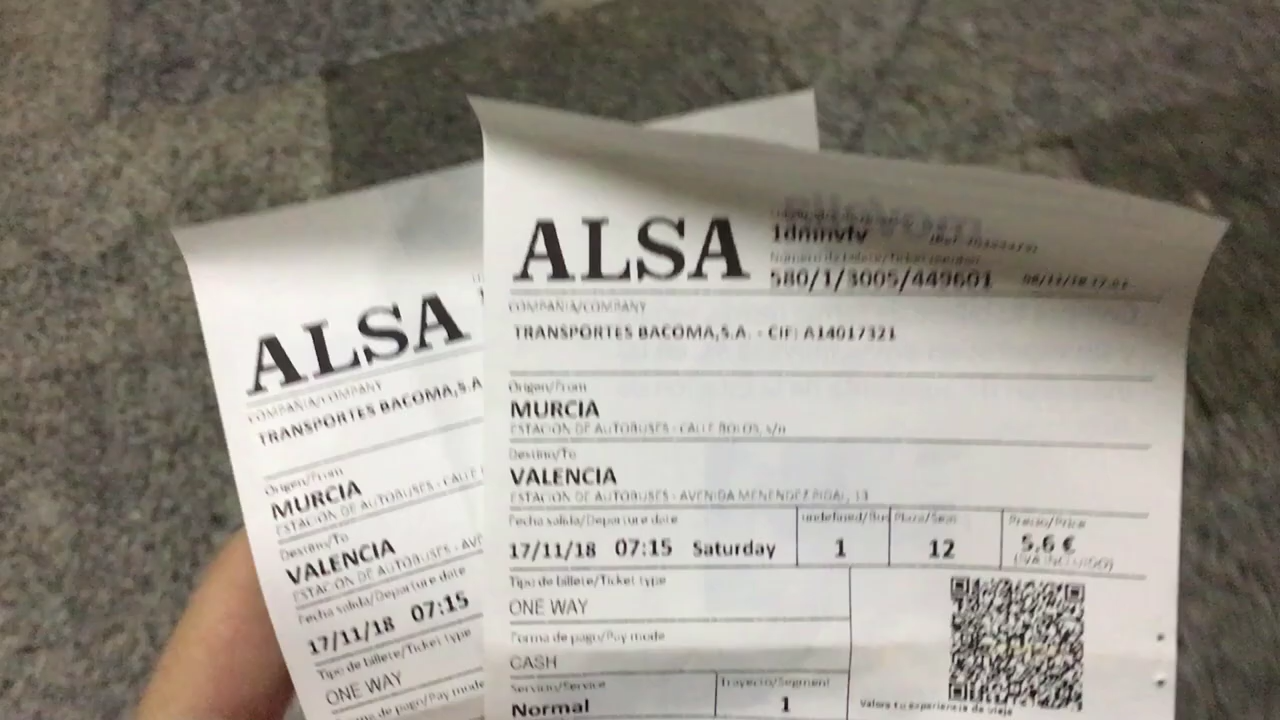 ALSA
1dmnvfv
580/1/3005/449601
COMPAÑIA/COMPANY
TRANSPORTES BACOMA,S.A. - CIF: A14017321
Origen/From
MURCIA
ESTACION DE AUTOBUSES - CALLE BOLOS, s/n
Destino/To
VALENCIA
ESTACION DE AUTOBUSES - AVENIDA MENENDEZ PIDAL, 13
Fecha salida/Departure date undefined/Bus Plaza/Seat Precio/Price
17/11/18 07:15 Saturday 1 12 5,6 €
(IVA INCLUIDO)
Tipo de billete/Ticket type
ONE WAY
Forma de pago/Pay mode
CASH
Servicio/Service Trayecto/Segment
Normal 1
Valora tu experiencia de viaje
ALSA
COMPAÑIA/COMPANY
TRANSPORTES BACOMA,S.A
Origen/From
MURCIA
ESTACION DE AUTOBUSES - CALLE
Destino/To
VALENCIA
ESTACION DE AUTOBUSES - AV
Fecha salida/Departure date
17/11/18 07:15
Tipo de billete/Ticket type
ONE WAY
Forma de pago/Pay mode